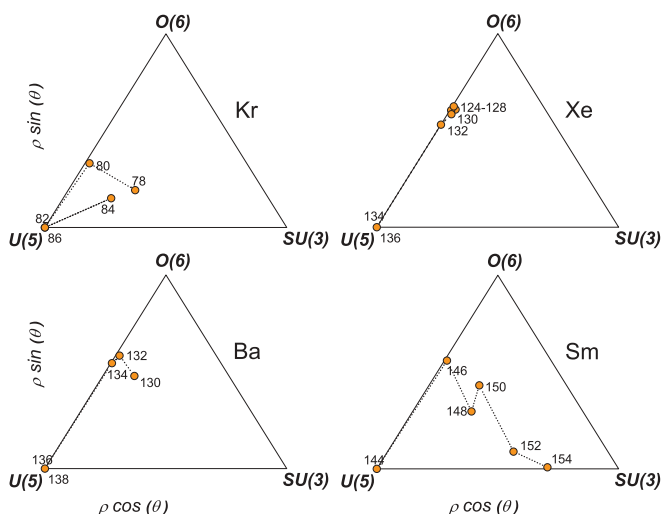 O(6)
ρ sin (θ)
Kr
80
78
84
82
U(5)
86
SU(3)
O(6)
Xe
124-128
130
132
134
U(5)
136
SU(3)
O(6)
ρ sin (θ)
Ba
132
134
130
136
U(5)
138
SU(3)
ρ cos (θ)
O(6)
Sm
146
150
148
152
154
144
U(5)
SU(3)
ρ cos (θ)